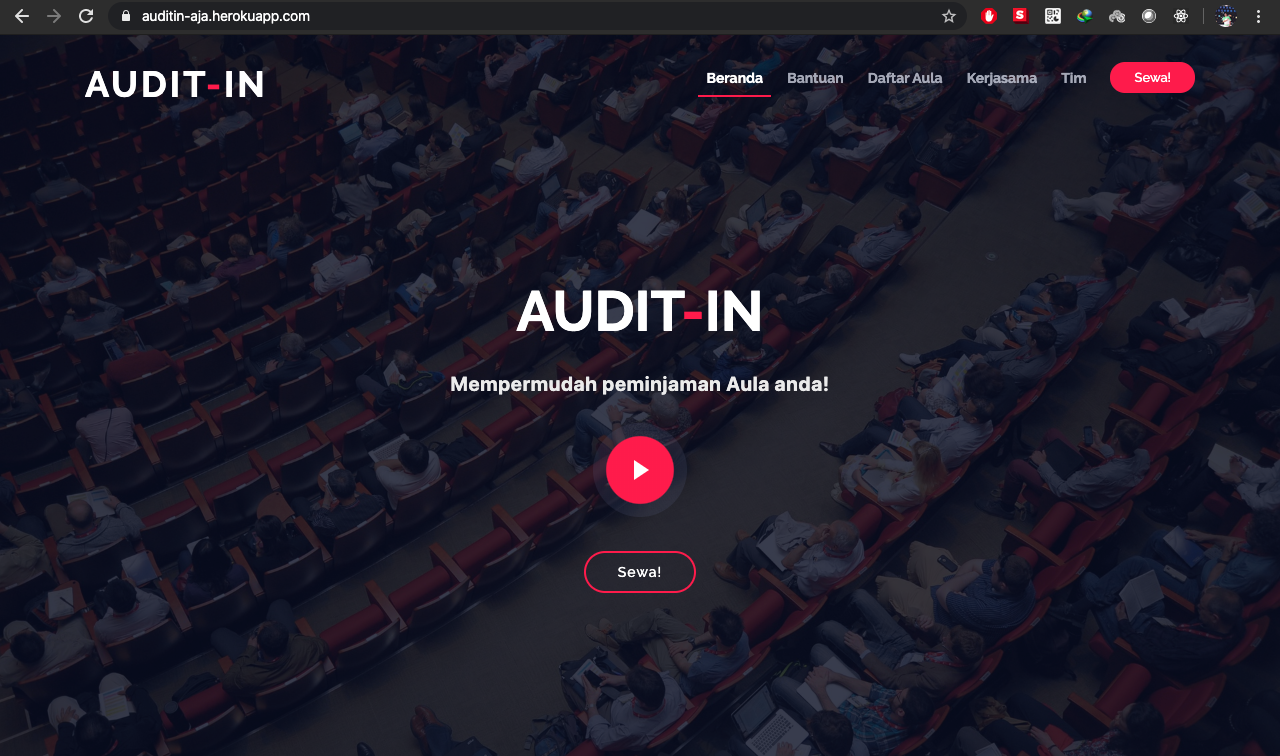 auditin-aja.herokuapp.com
AUDIT-IN
Beranda Bantuan Daftar Aula Kerjasama Tim Sewa!
AUDIT-IN
Mempermudah peminjaman Aula anda!
Sewa!